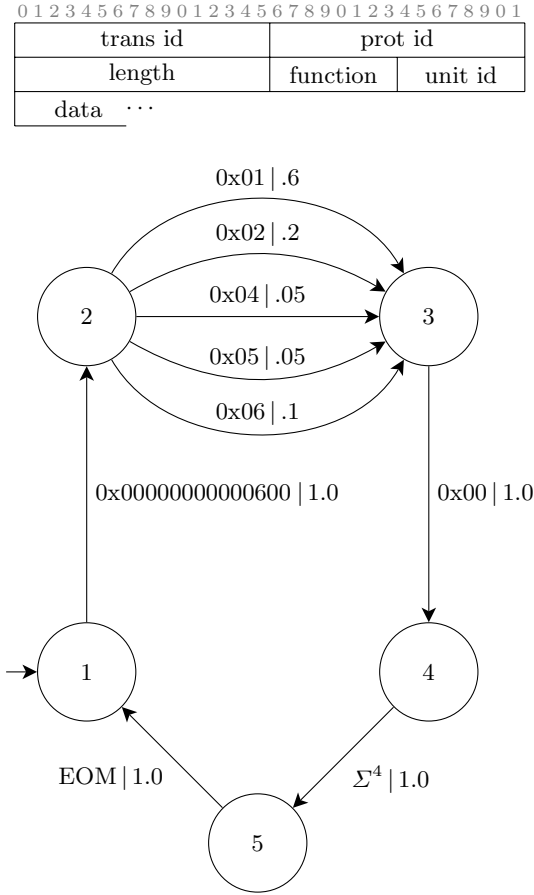 0 1 2 3 4 5 6 7 8 9 0 1 2 3 4 5 6 7 8 9 0 1 2 3 4 5 6 7 8 9 0 1
trans id prot id
length function unit id
data ···
0x01 | .6
0x02 | .2
0x04 | .05
0x05 | .05
0x06 | .1
2 3
0x00000000000600 | 1.0 0x00 | 1.0
1 4
EOM | 1.0 Σ⁴ | 1.0
5